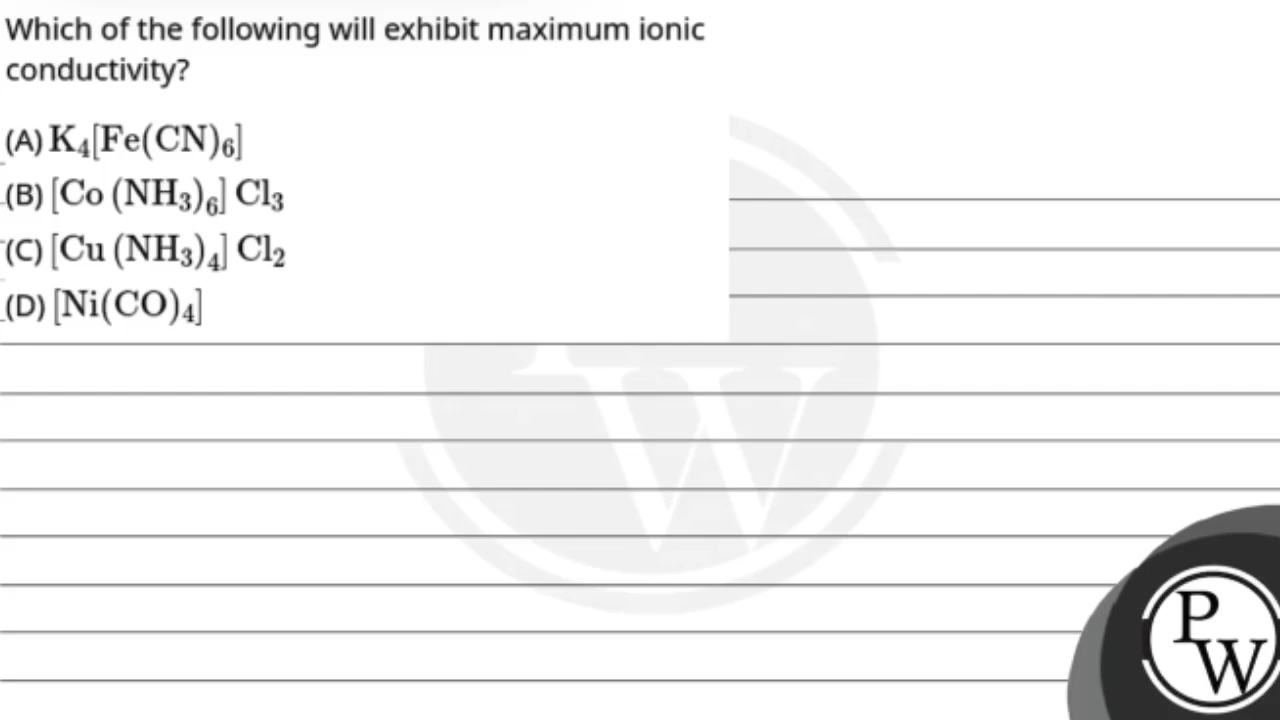 Which of the following will exhibit maximum ionic
conductivity?
(A) K₄[Fe(CN)₆]
(B) [Co (NH₃)₆] Cl₃
(C) [Cu (NH₃)₄] Cl₂
(D) [Ni(CO)₄]
W
P
W